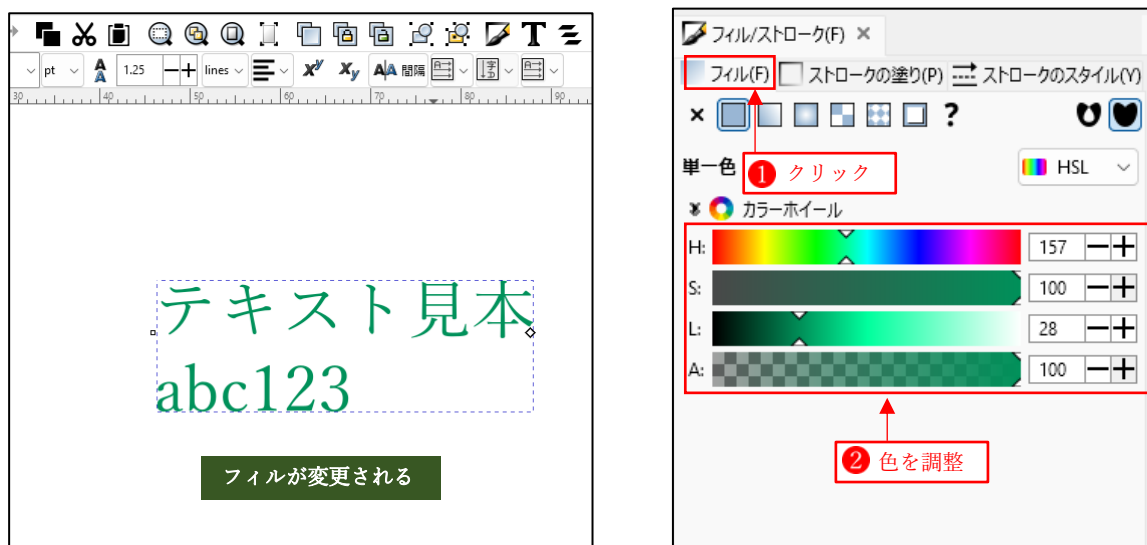 pt 1.25 lines 間隔
30 40 50 60 70 80 90
テキスト見本
abc123
フィルが変更される
フィル/ストローク(F)
フィル(F) ストロークの塗り(P) ストロークのスタイル(Y)
?
単一色 HSL
1 クリック
カラーホイール
H: 157
S: 100
L: 28
A: 100
2 色を調整